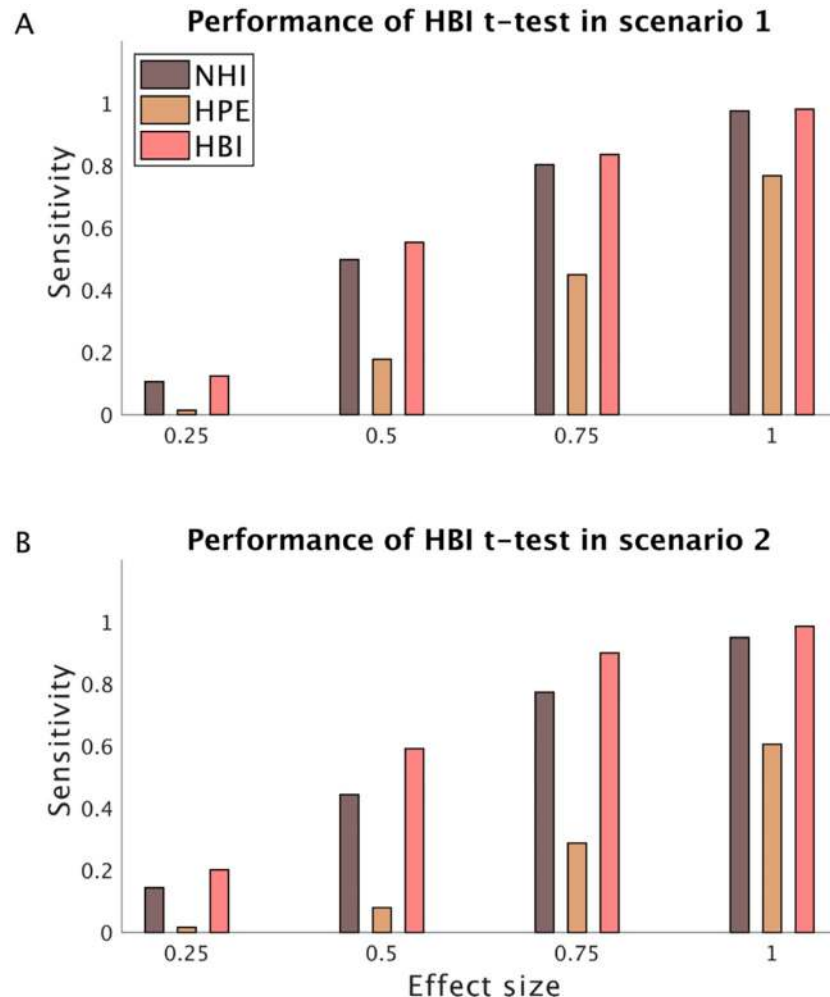 A
Performance of HBI t-test in scenario 1
NHI
HPE
HBI
Sensitivity
1
0.8
0.6
0.4
0.2
0
0.25 0.5 0.75 1
B
Performance of HBI t-test in scenario 2
Sensitivity
1
0.8
0.6
0.4
0.2
0
0.25 0.5 0.75 1
Effect size